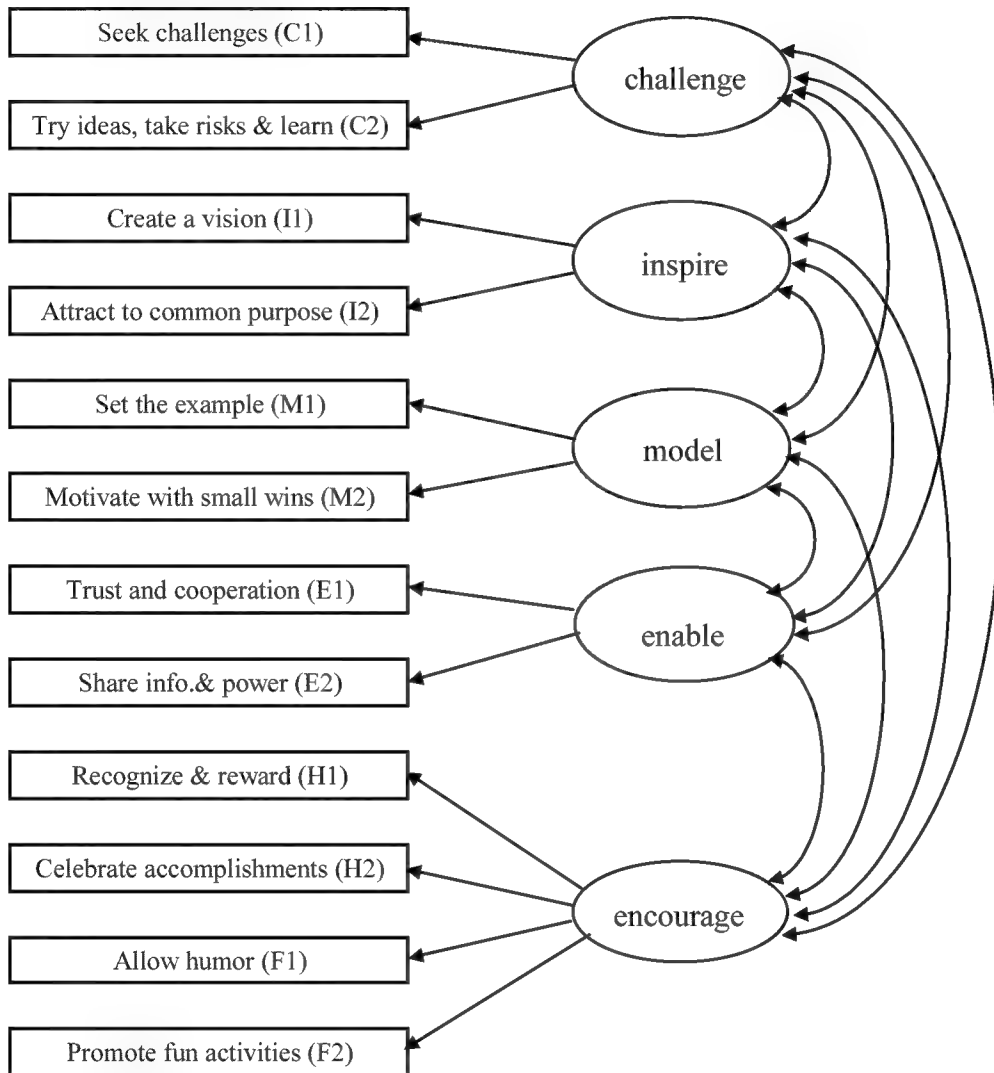 Seek challenges (C1)
challenge
Try ideas, take risks & learn (C2)
Create a vision (I1)
inspire
Attract to common purpose (I2)
Set the example (M1)
model
Motivate with small wins (M2)
Trust and cooperation (E1)
enable
Share info.& power (E2)
Recognize & reward (H1)
Celebrate accomplishments (H2)
encourage
Allow humor (F1)
Promote fun activities (F2)